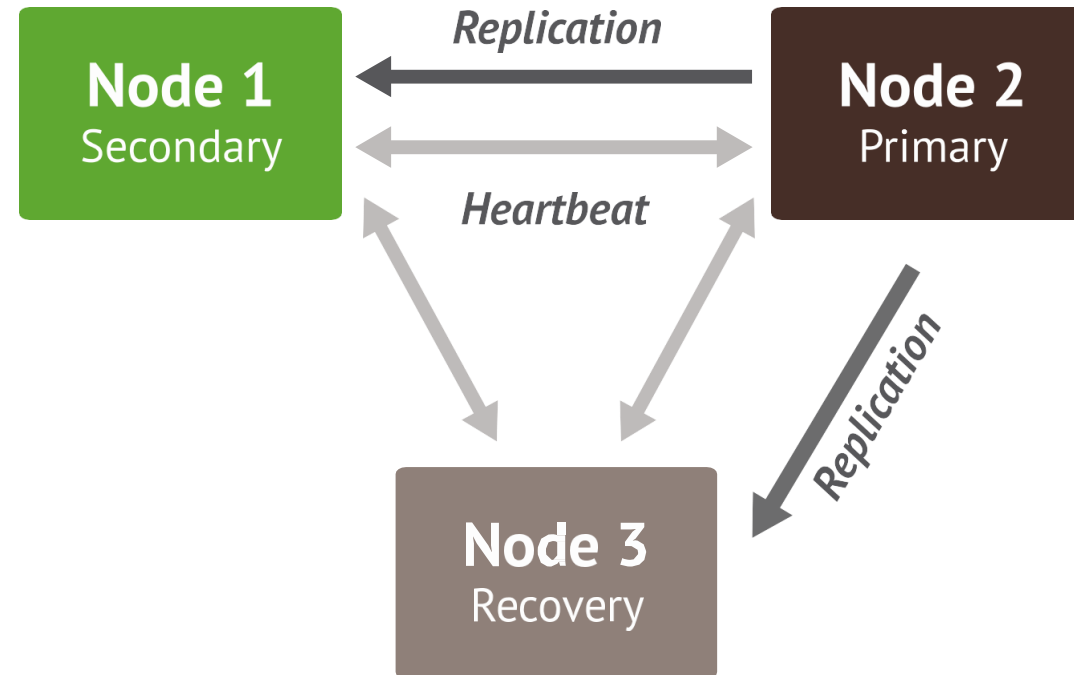 Replication
Node 1
Secondary
Node 2
Primary
Heartbeat
Replication
Node 3
Recovery